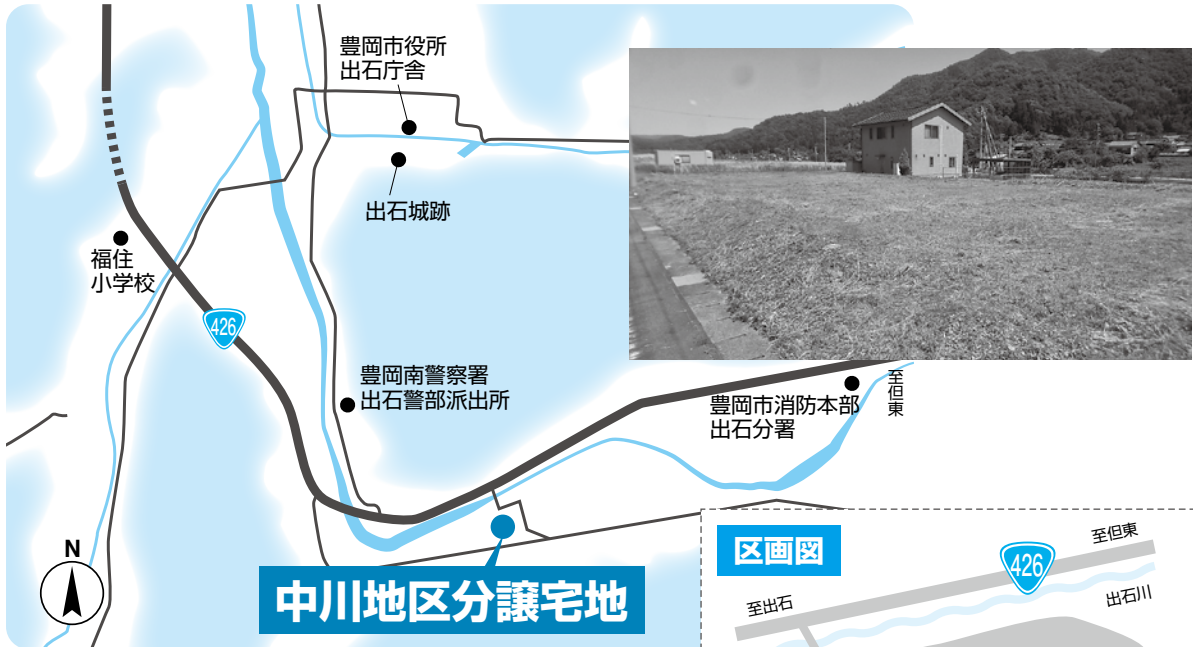 豊岡市役所
出石庁舎
出石城跡
福住
小学校
426
豊岡南警察署
出石警部派出所
豊岡市消防本部
出石分署
至但東
N
中川地区分譲宅地
区画図
至但東
426
至出石
出石川